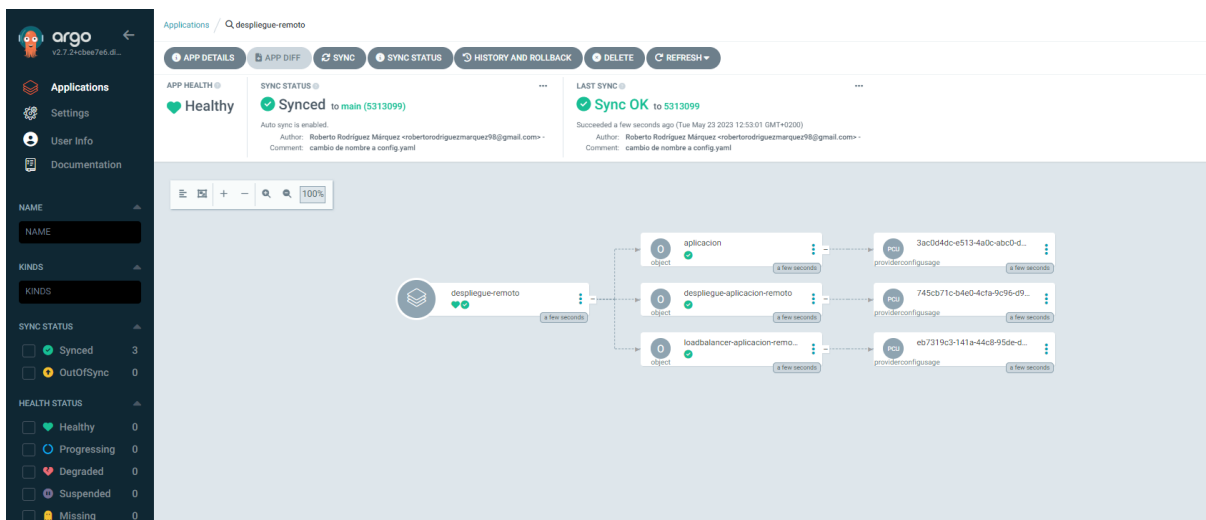 argo
v2.7.2+cbee7e6.di...
Applications
Settings
User Info
Documentation
NAME
NAME
KINDS
KINDS
SYNC STATUS
Synced 3
OutOfSync 0
HEALTH STATUS
Healthy 0
Progressing 0
Degraded 0
Suspended 0
Missing 0
Applications / despliegue-remoto
APP DETAILS APP DIFF SYNC SYNC STATUS HISTORY AND ROLLBACK DELETE REFRESH
APP HEALTH
Healthy
SYNC STATUS
Synced to main (5313099)
Auto sync is enabled.
Author: Roberto Rodríguez Márquez <robertorodriguezmarquez98@gmail.com> -
Comment: cambio de nombre a config.yaml
LAST SYNC
Sync OK to 5313099
Succeeded a few seconds ago (Tue May 23 2023 12:53:01 GMT+0200)
Author: Roberto Rodríguez Márquez <robertorodriguezmarquez98@gmail.com> -
Comment: cambio de nombre a config.yaml
100%
despliegue-remoto
a few seconds
O
object
aplicacion
a few seconds
PCU
providerconfigusage
3ac0d4dc-e513-4a0c-abc0-d...
a few seconds
O
object
despliegue-aplicacion-remoto
a few seconds
PCU
providerconfigusage
745cb71c-b4e0-4cfa-9c96-d9...
a few seconds
O
object
loadbalancer-aplicacion-remo...
a few seconds
PCU
providerconfigusage
eb7319c3-141a-44c8-95de-d...
a few seconds